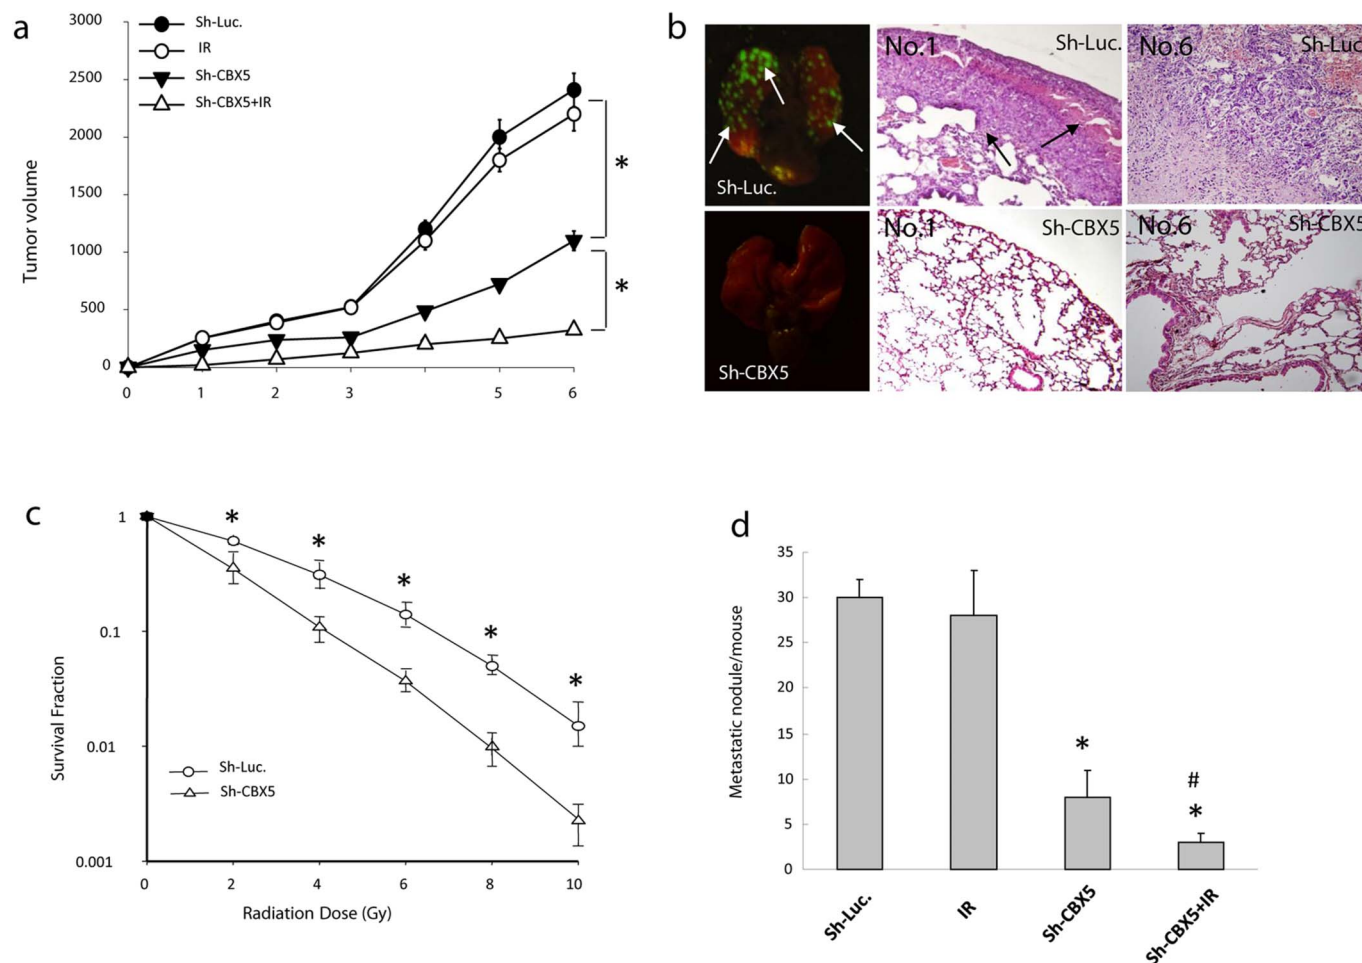 a
3000
2500
2000
1500
1000
500
0
Tumor volume
Sh-Luc.
IR
Sh-CBX5
Sh-CBX5+IR
*
*
0 1 2 3 5 6
b
Sh-Luc.
No.1 Sh-Luc.
No.6 Sh-Luc
Sh-CBX5
No.1 Sh-CBX5
No.6 Sh-CBX5
c
1
0.1
0.01
0.001
Survival Fraction
* * * * *
Sh-Luc.
Sh-CBX5
0 2 4 6 8 10
Radiation Dose (Gy)
d
35
30
25
20
15
10
5
0
Metastatic nodule/mouse
*
#
*
Sh-Luc.
IR
Sh-CBX5
Sh-CBX5+IR